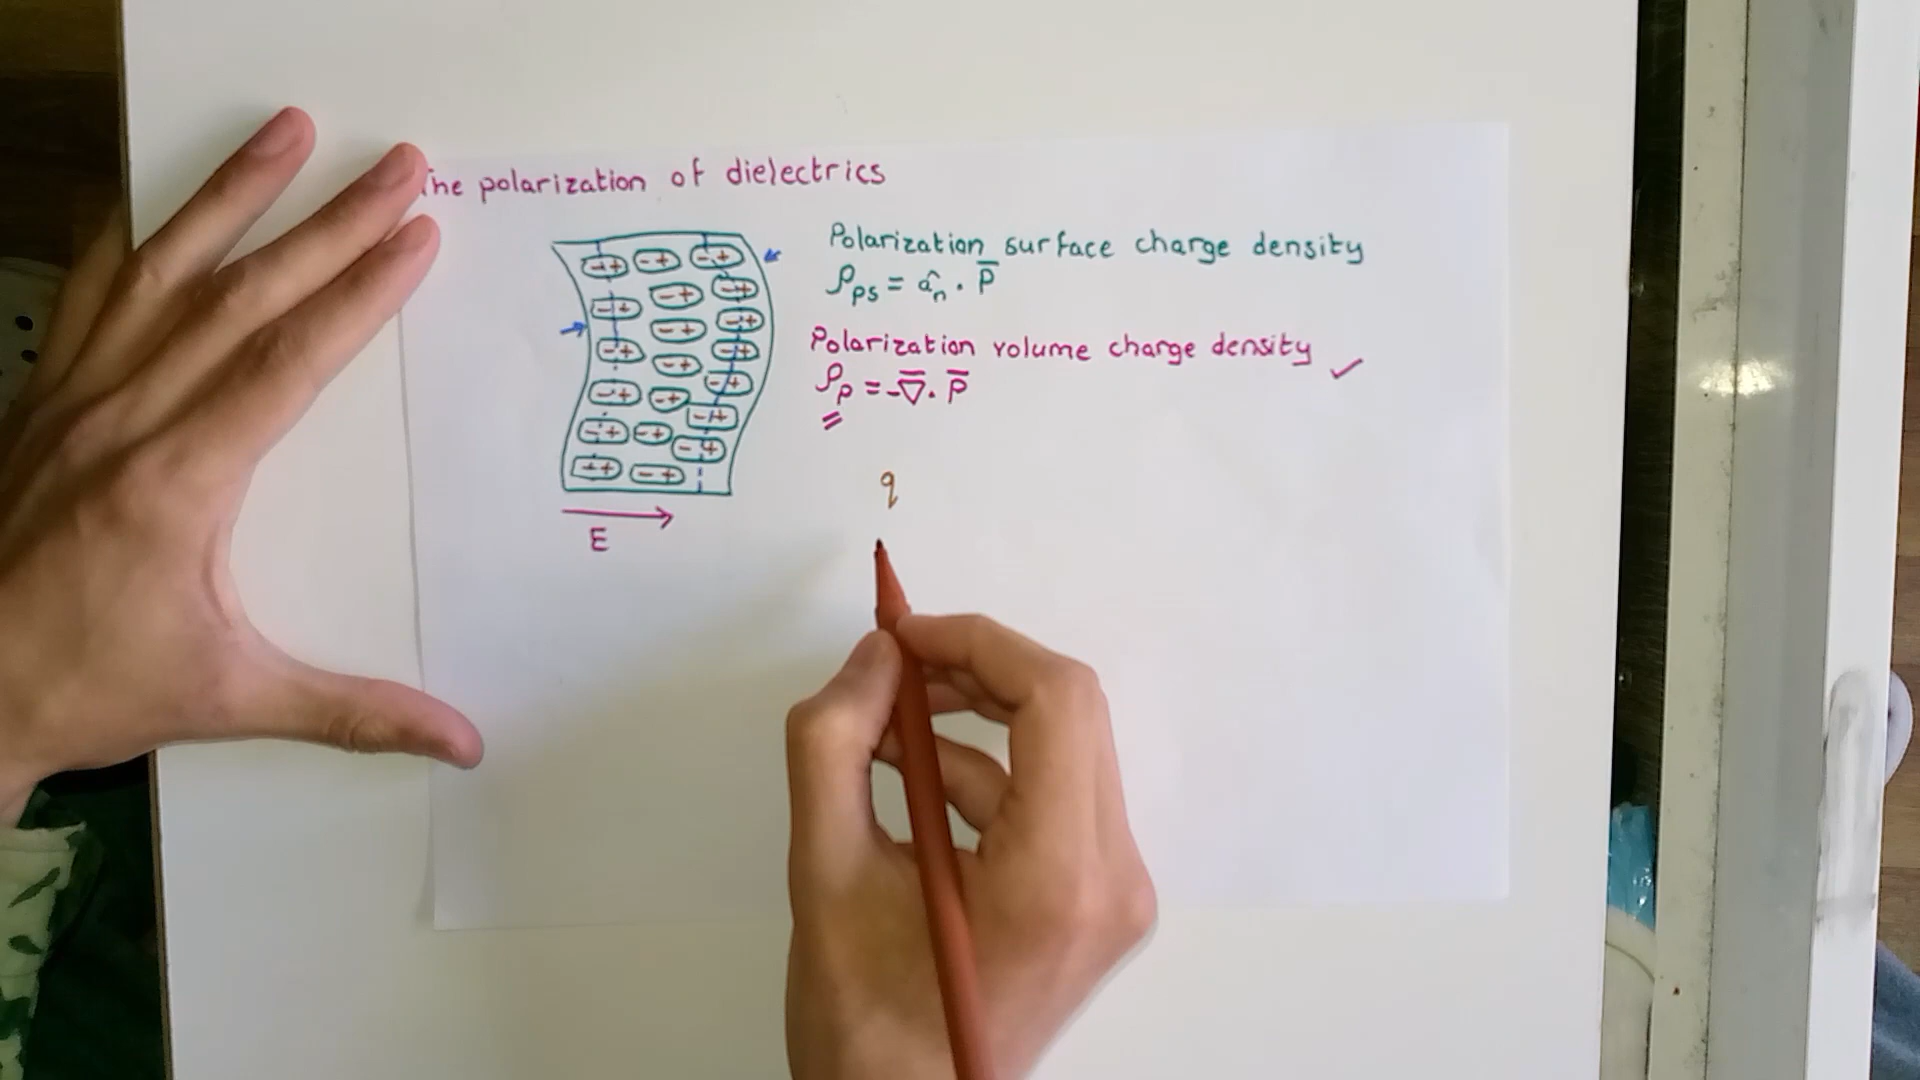 The polarization of dielectrics
Polarization surface charge density
ρps = ân · P̅
Polarization volume charge density ✓
ρp = -∇̅ · P̅
q
E